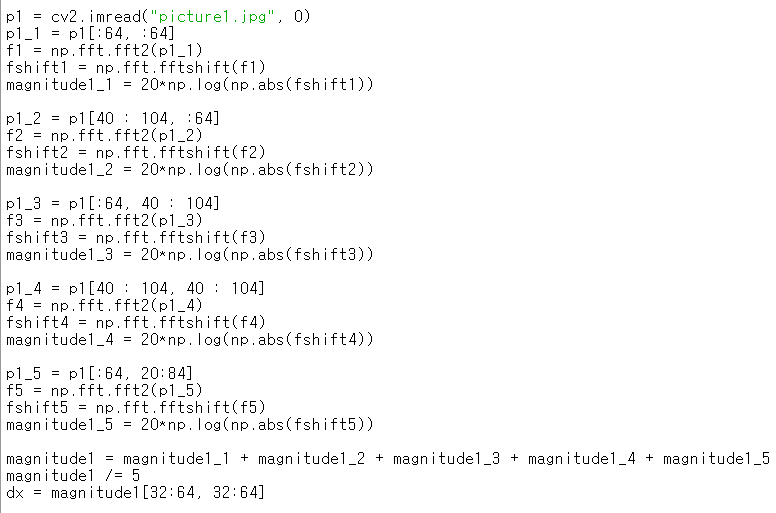 p1 = cv2.imread("picture1.jpg", 0)
p1_1 = p1[:64, :64]
f1 = np.fft.fft2(p1_1)
fshift1 = np.fft.fftshift(f1)
magnitude1_1 = 20*np.log(np.abs(fshift1))

p1_2 = p1[40 : 104, :64]
f2 = np.fft.fft2(p1_2)
fshift2 = np.fft.fftshift(f2)
magnitude1_2 = 20*np.log(np.abs(fshift2))

p1_3 = p1[:64, 40 : 104]
f3 = np.fft.fft2(p1_3)
fshift3 = np.fft.fftshift(f3)
magnitude1_3 = 20*np.log(np.abs(fshift3))

p1_4 = p1[40 : 104, 40 : 104]
f4 = np.fft.fft2(p1_4)
fshift4 = np.fft.fftshift(f4)
magnitude1_4 = 20*np.log(np.abs(fshift4))

p1_5 = p1[:64, 20:84]
f5 = np.fft.fft2(p1_5)
fshift5 = np.fft.fftshift(f5)
magnitude1_5 = 20*np.log(np.abs(fshift5))

magnitude1 = magnitude1_1 + magnitude1_2 + magnitude1_3 + magnitude1_4 + magnitude1_5
magnitude1 /= 5
dx = magnitude1[32:64, 32:64]